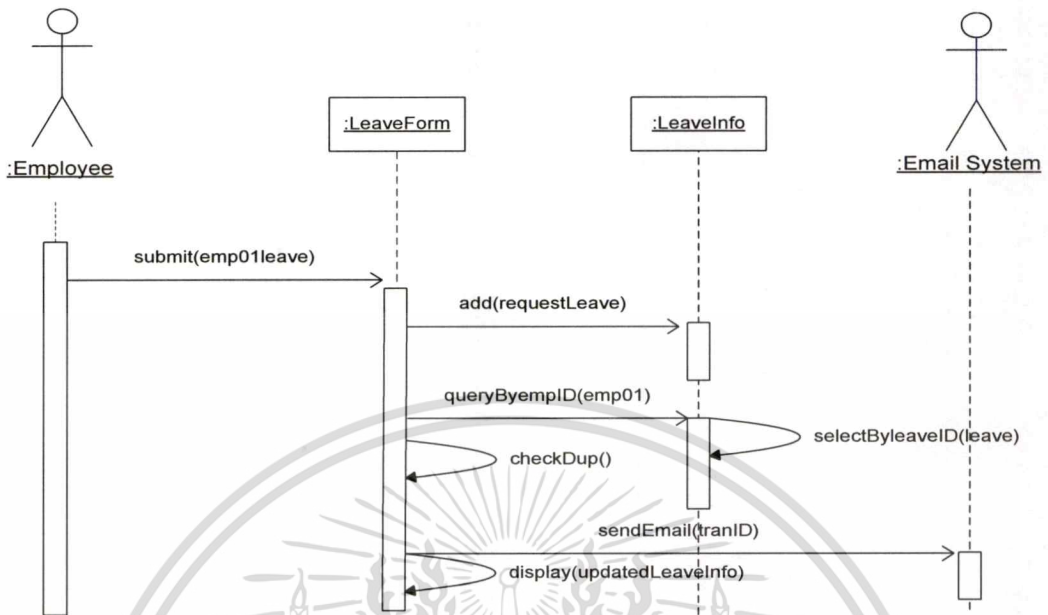 :LeaveForm
:LeaveInfo
:Employee
:Email System
submit(emp01leave)
add(requestLeave)
queryByempID(emp01)
selectByleaveID(leave)
checkDup()
sendEmail(tranID)
display(updatedLeaveInfo)